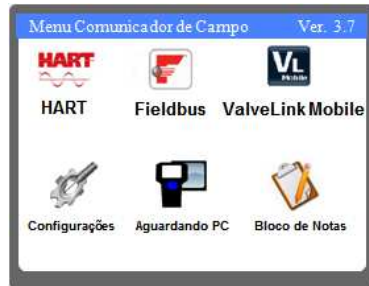 Menu Comunicador de Campo Ver. 3.7
HART
VL
Mobile
HART Fieldbus ValveLink Mobile
Configurações Aguardando PC Bloco de Notas